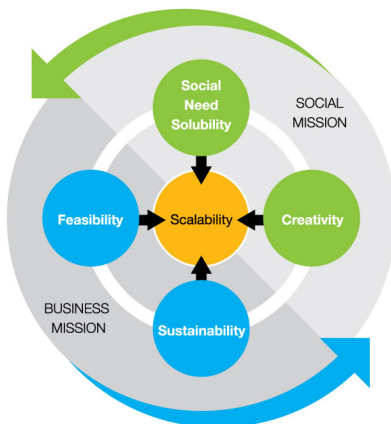 Social
Need
Solubility
SOCIAL
MISSION
Feasibility
Scalability
Creativity
BUSINESS
MISSION
Sustainability